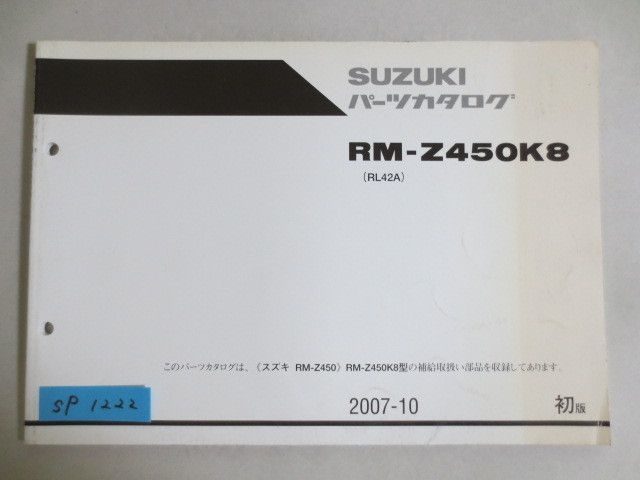 SUZUKI
パーツカタログ
RM-Z450K8
(RL42A)
このパーツカタログは、《スズキ RM-Z450》RM-Z450K8型の補給取扱い部品を収録してあります。
SP 1222
2007-10
初版